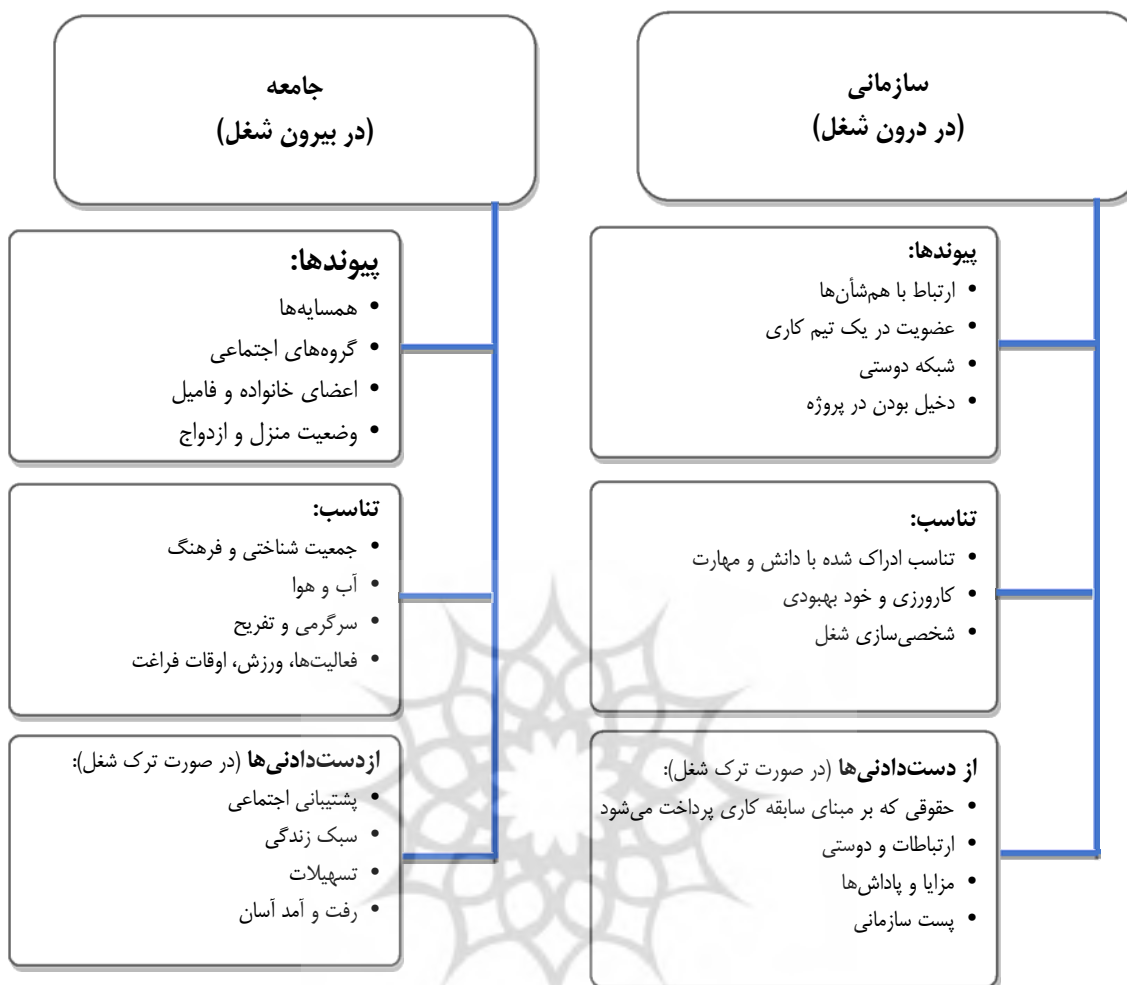 سازمانی
(در درون شغل)
پیوندها:
• ارتباط با هم‌شأن‌ها
• عضویت در یک تیم کاری
• شبکه دوستی
• دخیل بودن در پروژه
تناسب:
• تناسب ادراک شده با دانش و مهارت
• کارورزی و خود بهبودی
• شخصی‌سازی شغل
از دست‌دادنی‌ها (در صورت ترک شغل):
• حقوقی که بر مبنای سابقه کاری پرداخت می‌شود
• ارتباطات و دوستی
• مزایا و پاداش‌ها
• پست سازمانی
جامعه
(در بیرون شغل)
پیوندها:
• همسایه‌ها
• گروه‌های اجتماعی
• اعضای خانواده و فامیل
• وضعیت منزل و ازدواج
تناسب:
• جمعیت شناختی و فرهنگ
• آب و هوا
• سرگرمی و تفریح
• فعالیت‌ها، ورزش، اوقات فراغت
ازدست‌دادنی‌ها (در صورت ترک شغل):
• پشتیبانی اجتماعی
• سبک زندگی
• تسهیلات
• رفت و آمد آسان